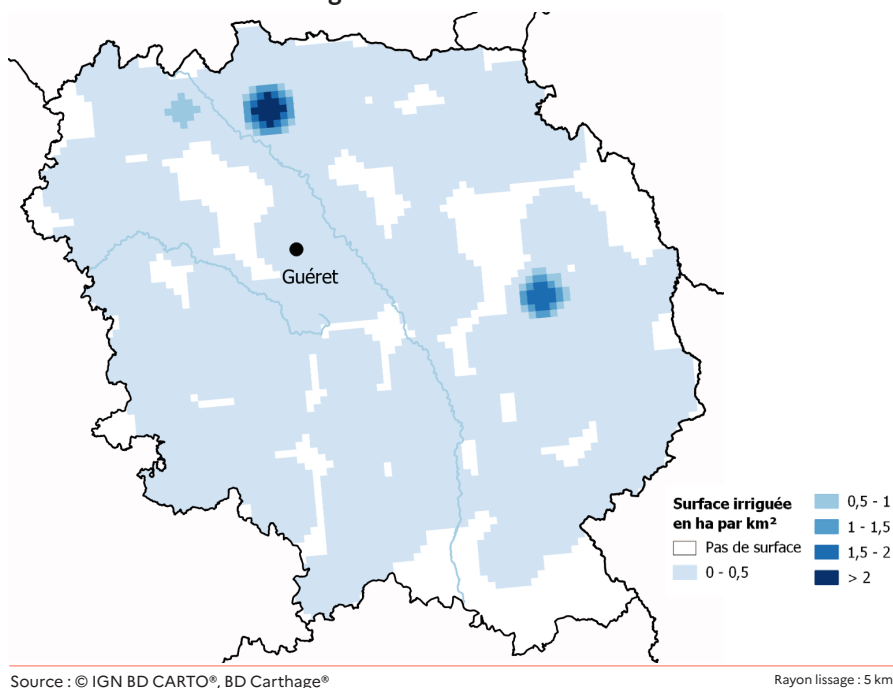 Guéret
Surface irriguée
en ha par km²
Pas de surface
0 - 0,5
0,5 - 1
1 - 1,5
1,5 - 2
> 2
Source : © IGN BD CARTO®, BD Carthage®
Rayon lissage : 5 km